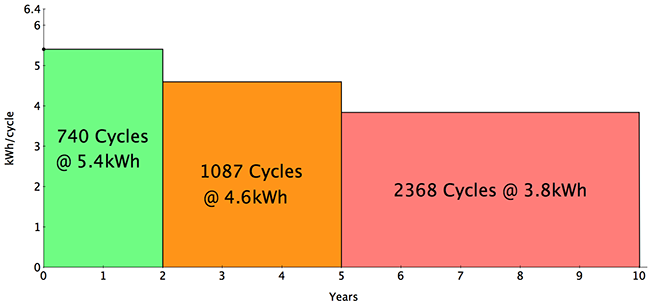 6.4
6
5
4
3
2
1
0
kWh/cycle
740 Cycles
@ 5.4kWh
1087 Cycles
@ 4.6kWh
2368 Cycles @ 3.8kWh
0 1 2 3 4 5 6 7 8 9 10
Years